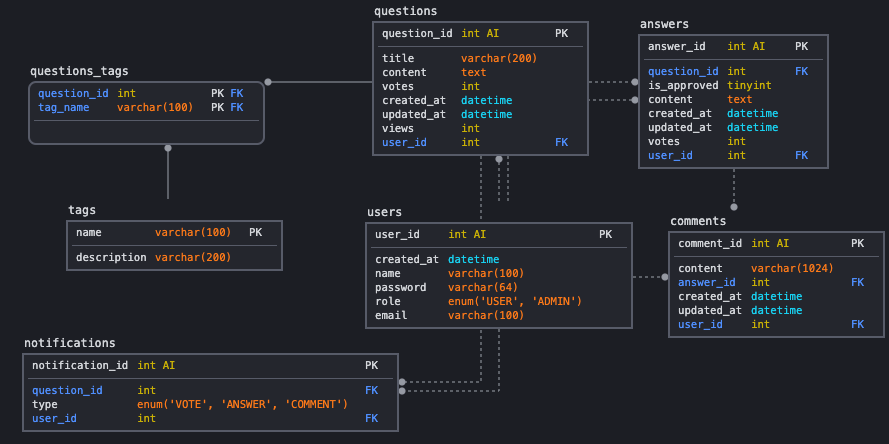 questions
question_id int AI PK
title varchar(200)
content text
votes int
created_at datetime
updated_at datetime
views int
user_id int FK
answers
answer_id int AI PK
question_id int FK
is_approved tinyint
content text
created_at datetime
updated_at datetime
votes int
user_id int FK
questions_tags
question_id int PK FK
tag_name varchar(100) PK FK
tags
name varchar(100) PK
description varchar(200)
users
user_id int AI PK
created_at datetime
name varchar(100)
password varchar(64)
role enum('USER', 'ADMIN')
email varchar(100)
comments
comment_id int AI PK
content varchar(1024)
answer_id int FK
created_at datetime
updated_at datetime
user_id int FK
notifications
notification_id int AI PK
question_id int FK
type enum('VOTE', 'ANSWER', 'COMMENT')
user_id int FK